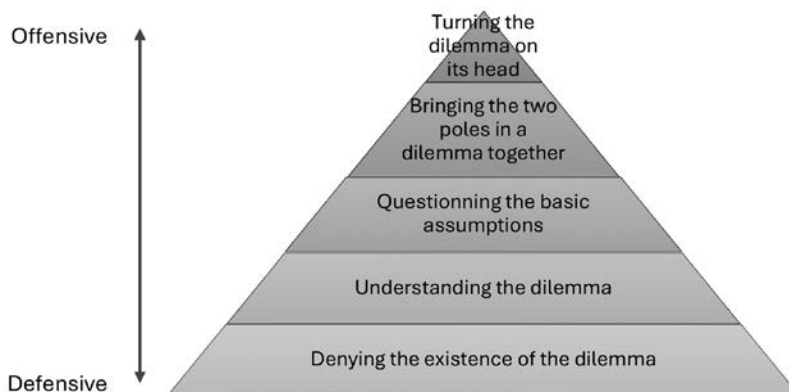 Offensive
Turning the
dilemma on
its head
Bringing the two
poles in a
dilemma together
Questionning the basic
assumptions
Understanding the dilemma
Denying the existence of the dilemma
Defensive